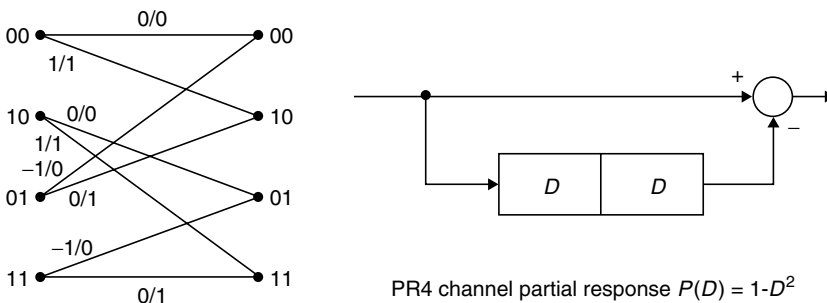 0/0
00 00
1/1
10 0/0 10
1/1
−1/0
01 0/1 01
−1/0
11 11
0/1
+
−
D D
PR4 channel partial response P(D) = 1-D²